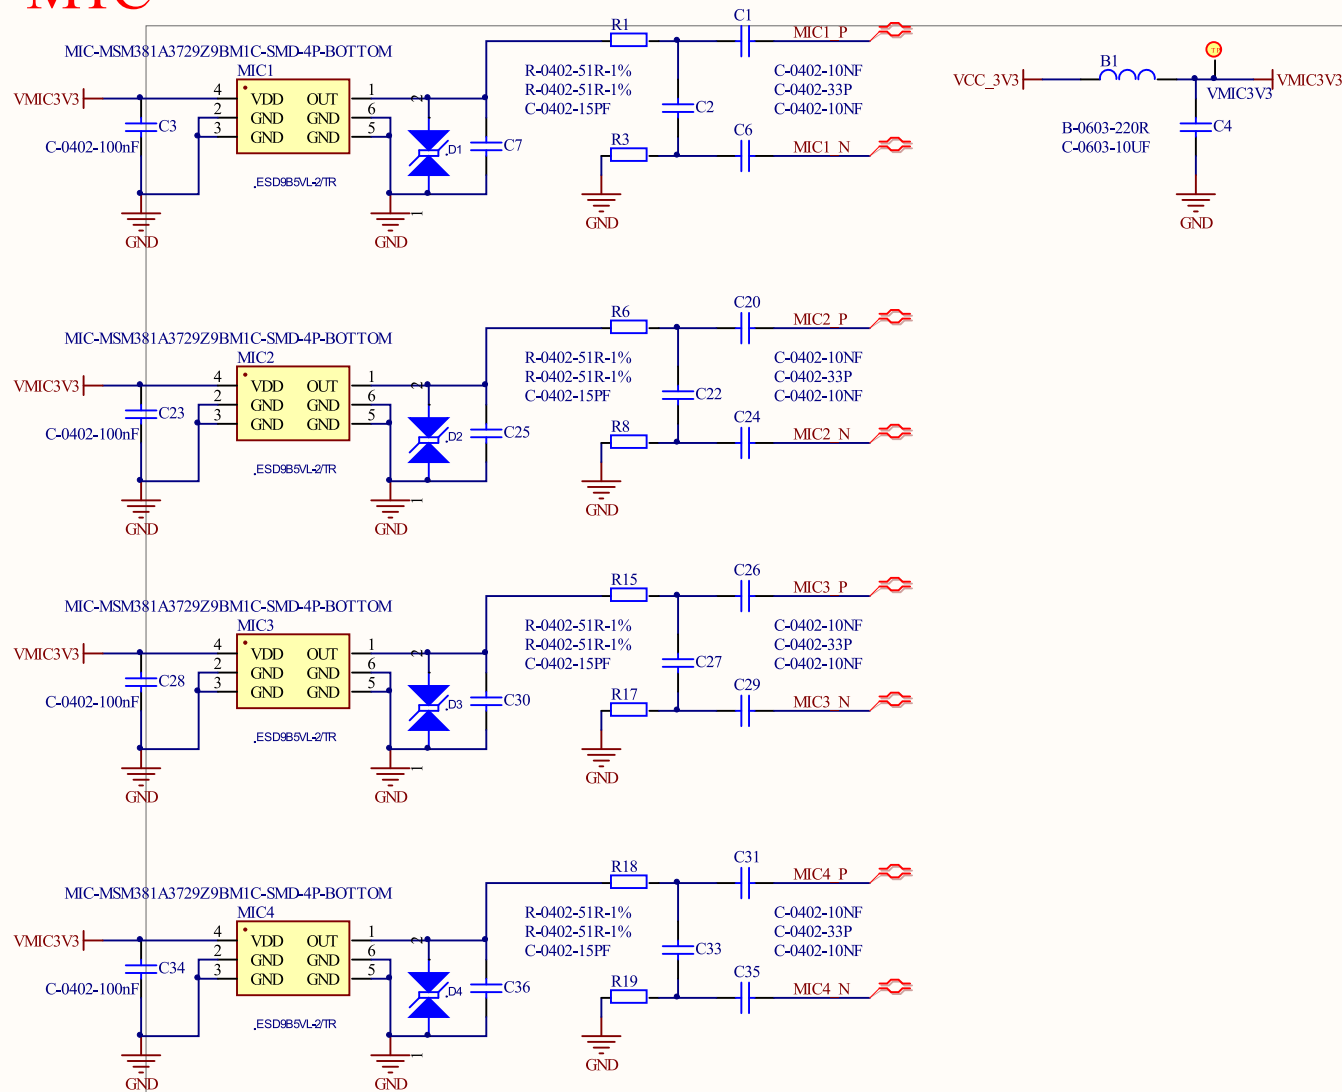 MIC
MIC-MSM381A3729Z9BM1C-SMD-4P-BOTTOM
MIC1
VMIC3V3
4 VDD OUT 1
2 GND GND 6
3 GND GND 5
C3
C-0402-100nF
.ESD9B5VL-2/TR
2
.D1
1
C7
GND
GND
R1
C1
MIC1_P
R-0402-51R-1%
R-0402-51R-1%
C-0402-15PF
C2
C-0402-10NF
C-0402-33P
C-0402-10NF
R3
C6
MIC1_N
GND
VCC_3V3
B1
TP
VMIC3V3
VMIC3V3
B-0603-220R
C-0603-10UF
C4
GND
MIC-MSM381A3729Z9BM1C-SMD-4P-BOTTOM
MIC2
VMIC3V3
4 VDD OUT 1
2 GND GND 6
3 GND GND 5
C23
C-0402-100nF
.ESD9B5VL-2/TR
2
.D2
1
C25
GND
GND
R6
C20
MIC2_P
R-0402-51R-1%
R-0402-51R-1%
C-0402-15PF
C22
C-0402-10NF
C-0402-33P
C-0402-10NF
R8
C24
MIC2_N
GND
MIC-MSM381A3729Z9BM1C-SMD-4P-BOTTOM
MIC3
VMIC3V3
4 VDD OUT 1
2 GND GND 6
3 GND GND 5
C28
C-0402-100nF
.ESD9B5VL-2/TR
2
.D3
1
C30
GND
GND
R15
C26
MIC3_P
R-0402-51R-1%
R-0402-51R-1%
C-0402-15PF
C27
C-0402-10NF
C-0402-33P
C-0402-10NF
R17
C29
MIC3_N
GND
MIC-MSM381A3729Z9BM1C-SMD-4P-BOTTOM
MIC4
VMIC3V3
4 VDD OUT 1
2 GND GND 6
3 GND GND 5
C34
C-0402-100nF
.ESD9B5VL-2/TR
2
.D4
1
C36
GND
GND
R18
C31
MIC4_P
R-0402-51R-1%
R-0402-51R-1%
C-0402-15PF
C33
C-0402-10NF
C-0402-33P
C-0402-10NF
R19
C35
MIC4_N
GND